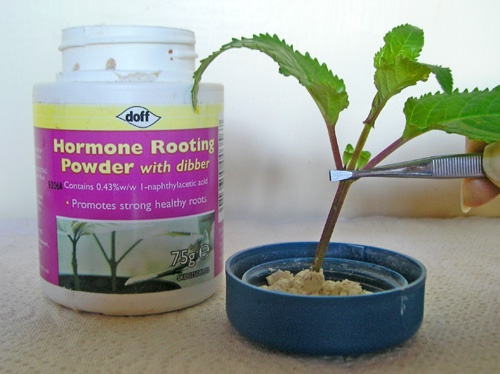 doff
Hormone Rooting
Powder with dibber
Contains 0.43%w/w 1-naphthylacetic acid
• Promotes strong healthy roots
75g e